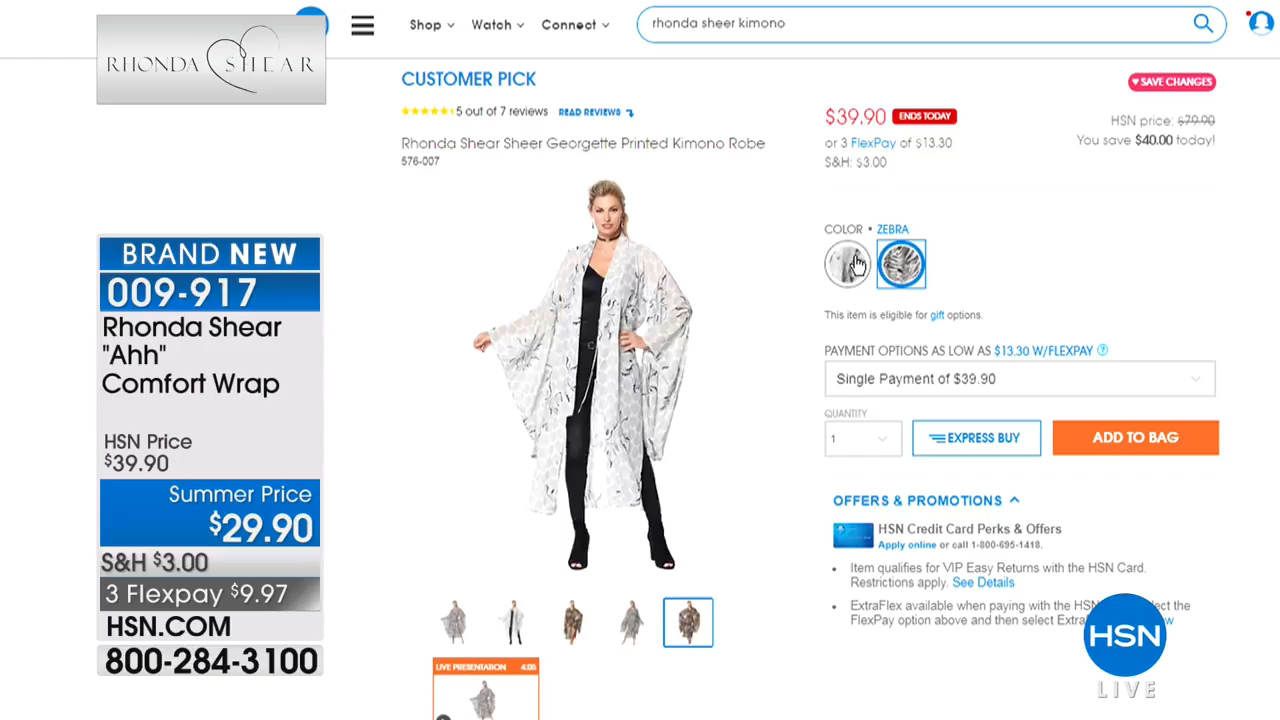 RHONDA SHEAR
Shop Watch Connect
rhonda sheer kimono
CUSTOMER PICK
5 out of 7 reviews READ REVIEWS
Rhonda Shear Sheer Georgette Printed Kimono Robe
576-007
$39.90 ENDS TODAY
or 3 FlexPay of $13.30
S&H: $3.00
SAVE CHANGES
HSN price: $79.90
You save $40.00 today!
COLOR • ZEBRA
This item is eligible for gift options.
PAYMENT OPTIONS AS LOW AS $13.30 W/FLEXPAY ?
Single Payment of $39.90
QUANTITY
1
EXPRESS BUY
ADD TO BAG
OFFERS & PROMOTIONS
HSN Credit Card Perks & Offers
Apply online or call 1-800-695-1418.
• Item qualifies for VIP Easy Returns with the HSN Card.
Restrictions apply. See Details
• ExtraFlex available when paying with the the
FlexPay option above and then select
LIVE PRESENTATION 4:05
BRAND NEW
009-917
Rhonda Shear
"Ahh"
Comfort Wrap
HSN Price
$39.90
Summer Price
$29.90
S&H $3.00
3 Flexpay $9.97
HSN.COM
800-284-3100
HSN
LIVE